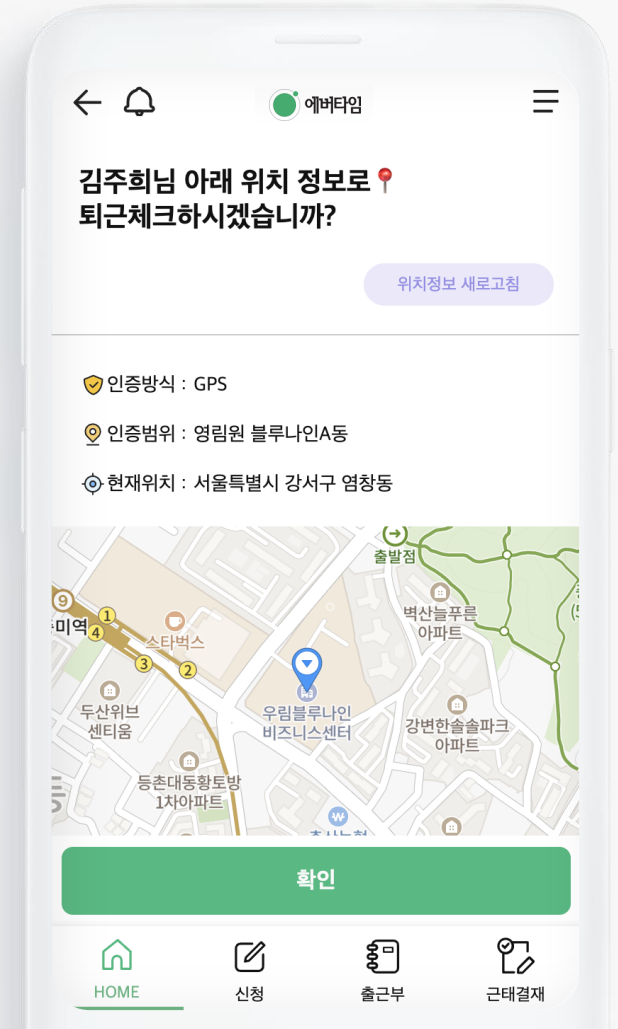 에버타임
김주희님 아래 위치 정보로
퇴근체크하시겠습니까?
위치정보 새로고침
인증방식 : GPS
인증범위 : 영림원 블루나인A동
현재위치 : 서울특별시 강서구 염창동
출발점
9
1
미역
4
스타벅스
3
2
벽산늘푸른
아파트
두산위브
센티움
우림블루나인
비즈니스센터
강변한솔솔파크
아파트
등촌대동황토방
1차아파트
확인
HOME
신청
출근부
근태결재